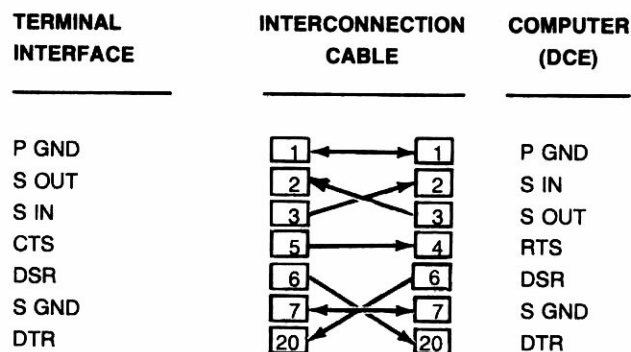 TERMINAL INTERCONNECTION COMPUTER
INTERFACE CABLE (DCE)
P GND 1 1 P GND
S OUT 2 2 S IN
S IN 3 3 S OUT
CTS 5 4 RTS
DSR 6 6 DSR
S GND 7 7 S GND
DTR 20 20 DTR